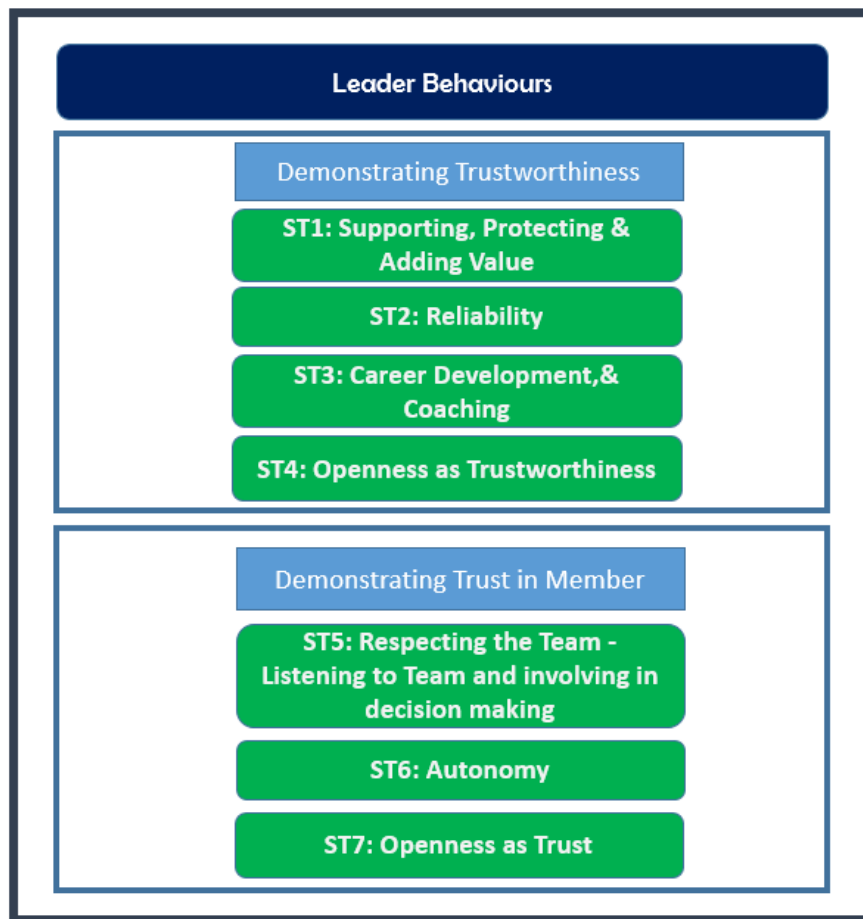 Leader Behaviours
Demonstrating Trustworthiness
ST1: Supporting, Protecting &
Adding Value
ST2: Reliability
ST3: Career Development,&
Coaching
ST4: Openness as Trustworthiness
Demonstrating Trust in Member
ST5: Respecting the Team -
Listening to Team and involving in
decision making
ST6: Autonomy
ST7: Openness as Trust